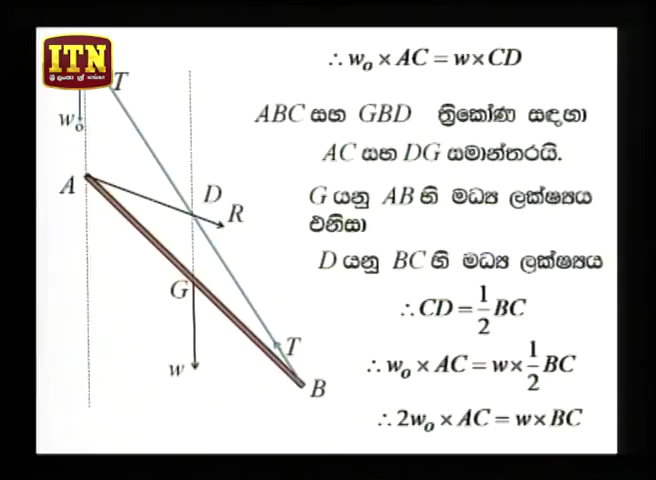 ITN
ශ්‍රී ලංකා ශ්‍රේෂ්ඨතම
T
w₀
A
D
R
G
w
T
B
∴ w₀ × AC = w × CD
ABC සහ GBD ත්‍රිකෝණ සඳහා
AC සහ DG සමාන්තරයි.
G යනු AB හි මධ්‍ය ලක්ෂ්‍යය
එනිසා
D යනු BC හි මධ්‍ය ලක්ෂ්‍යය
∴ CD = 1/2 BC
∴ w₀ × AC = w × 1/2 BC
∴ 2w₀ × AC = w × BC